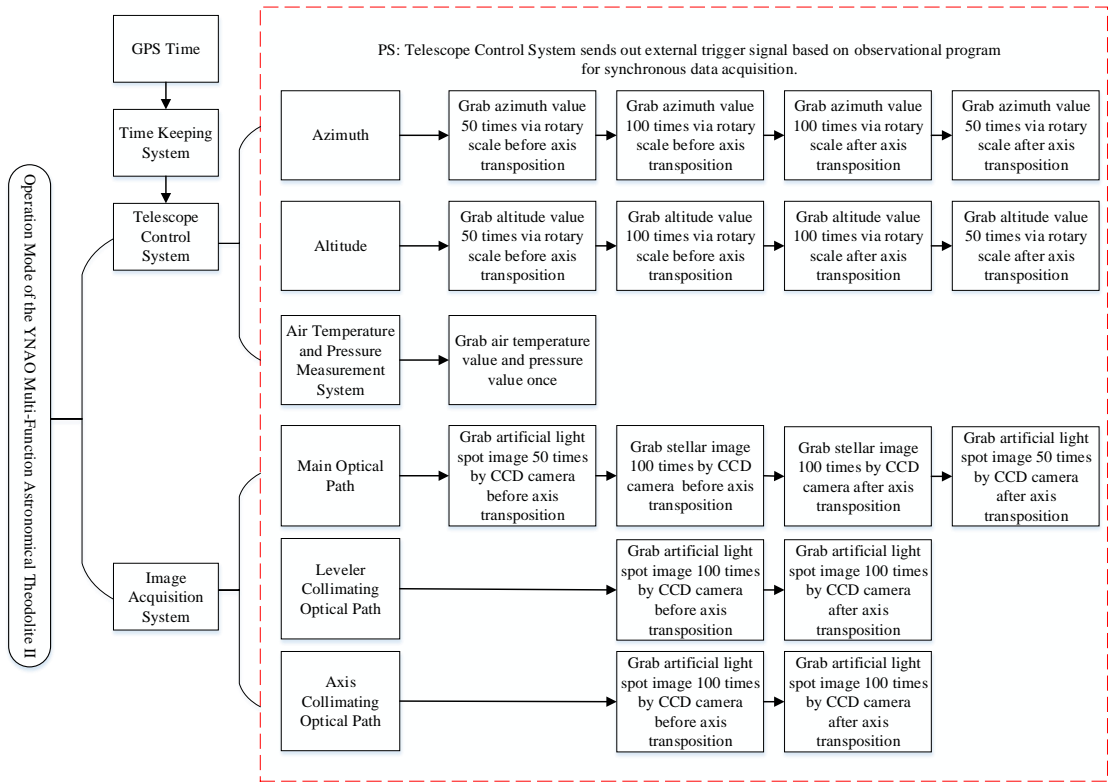 Operation Mode of the YNAO Multi-Function Astronomical Theodolite II
GPS Time
Time Keeping
System
Telescope
Control
System
Image
Acquisition
System
PS: Telescope Control System sends out external trigger signal based on observational program
for synchronous data acquisition.
Azimuth
Grab azimuth value
50 times via rotary
scale before axis
transposition
Grab azimuth value
100 times via rotary
scale before axis
transposition
Grab azimuth value
100 times via rotary
scale after axis
transposition
Grab azimuth value
50 times via rotary
scale after axis
transposition
Altitude
Grab altitude value
50 times via rotary
scale before axis
transposition
Grab altitude value
100 times via rotary
scale before axis
transposition
Grab altitude value
100 times via rotary
scale after axis
transposition
Grab altitude value
50 times via rotary
scale after axis
transposition
Air Temperature
and Pressure
Measurement
System
Grab air temperature
value and pressure
value once
Main Optical
Path
Grab artificial light
spot image 50 times
by CCD camera
before axis
transposition
Grab stellar image
100 times by CCD
camera before axis
transposition
Grab stellar image
100 times by CCD
camera after axis
transposition
Grab artificial light
spot image 50 times
by CCD camera
after axis
transposition
Leveler
Collimating
Optical Path
Grab artificial light
spot image 100 times
by CCD camera
before axis
transposition
Grab artificial light
spot image 100 times
by CCD camera
after axis
transposition
Axis
Collimating
Optical Path
Grab artificial light
spot image 100 times
by CCD camera
before axis
transposition
Grab artificial light
spot image 100 times
by CCD camera
after axis
transposition